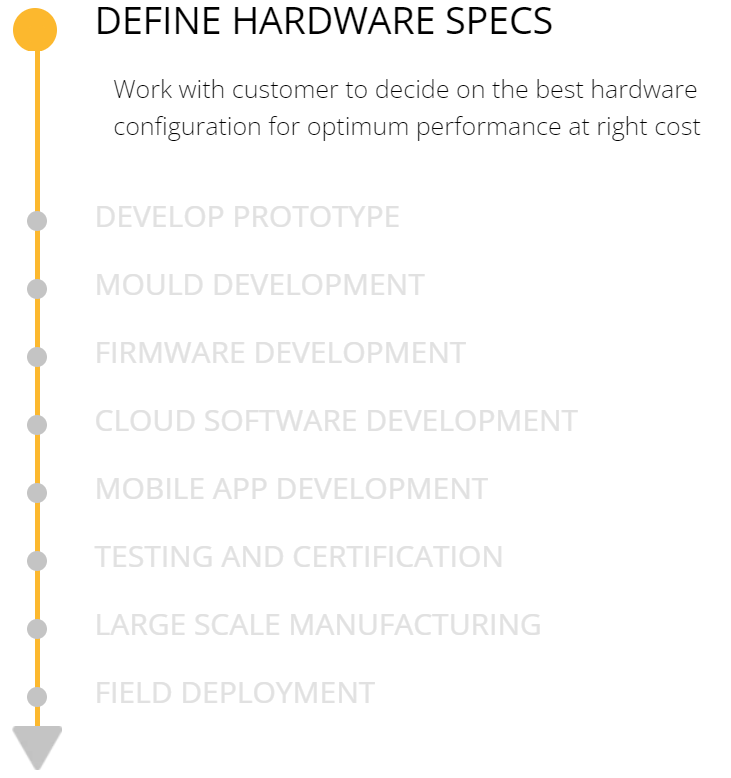 DEFINE HARDWARE SPECS
Work with customer to decide on the best hardware
configuration for optimum performance at right cost
DEVELOP PROTOTYPE
MOULD DEVELOPMENT
FIRMWARE DEVELOPMENT
CLOUD SOFTWARE DEVELOPMENT
MOBILE APP DEVELOPMENT
TESTING AND CERTIFICATION
LARGE SCALE MANUFACTURING
FIELD DEPLOYMENT